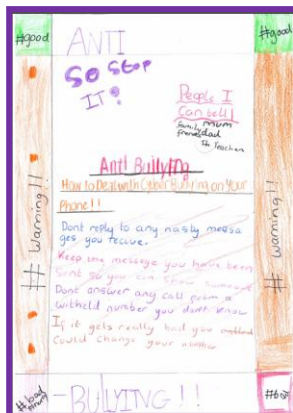 #good
ANTI
#good
SO STOP
IT?
People I
can tell!
family mum
friends dad
Teacher
Anti Bullying
How to Deal with Cyber Bullying on Your
Phone!!
Dont reply to any nasty messa
ges you recive.
Keep the message you have been
Sent so you can show someone
Dont answer any call from a
witheld number you dont know
If it gets really bad you
Could change your number
## Warning!!
# Warning!!
#bad
- BULLYING!!